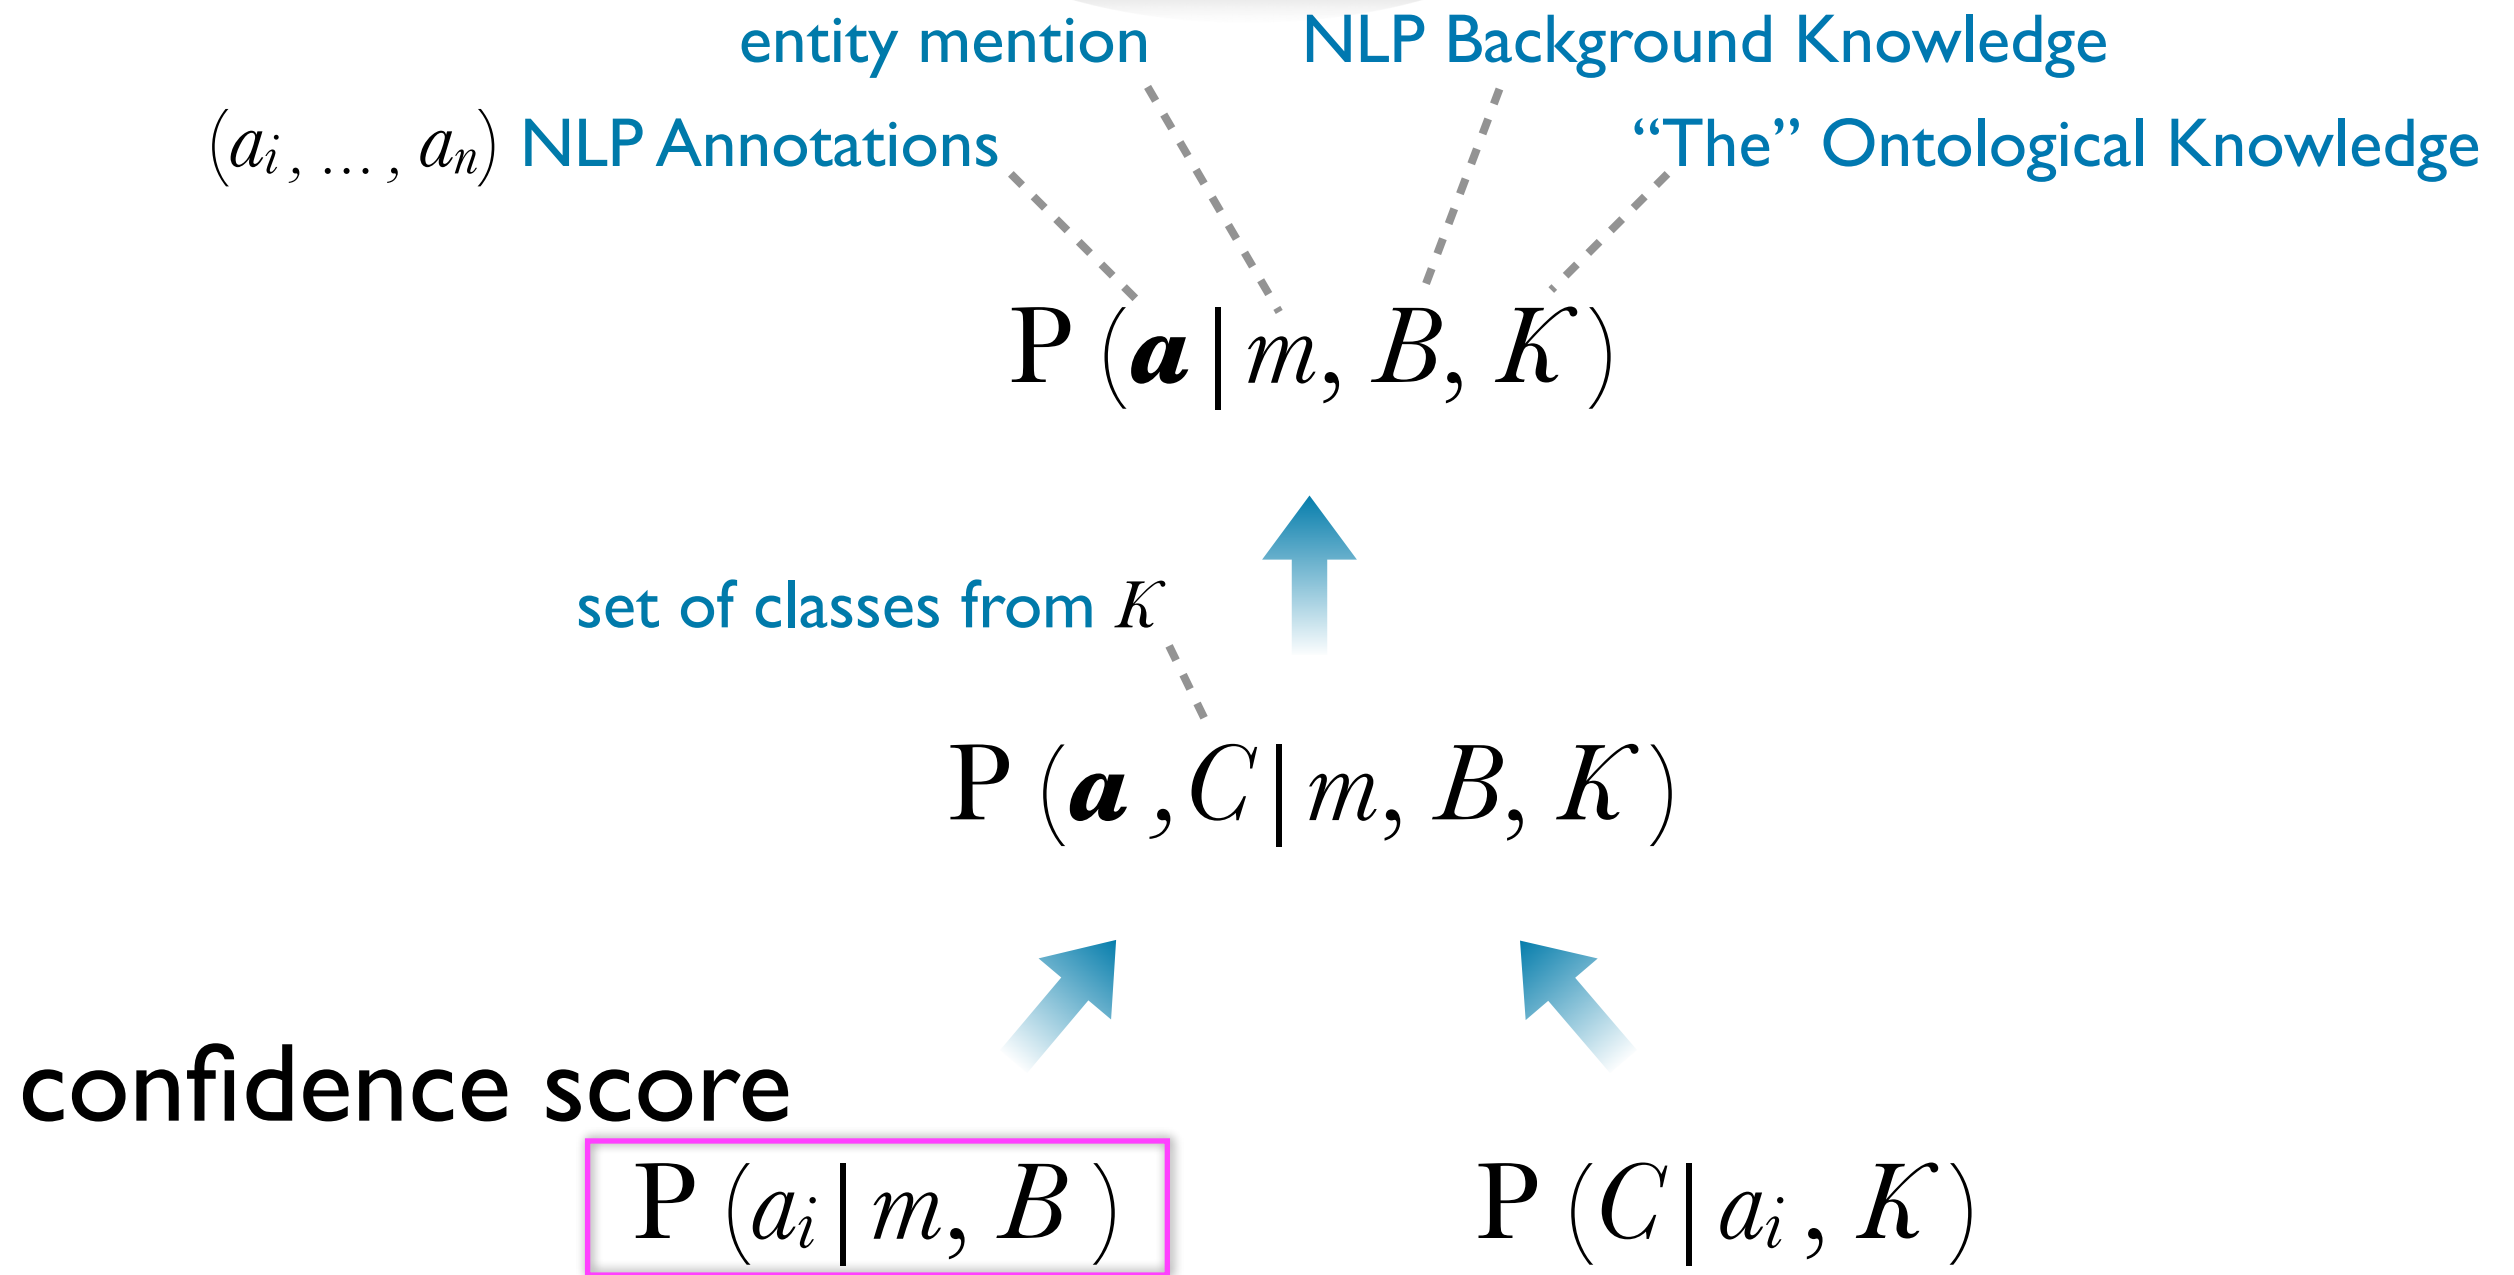 entity mention NLP Background Knowledge
(aᵢ, ..., aₙ) NLP Annotations “The” Ontological Knowledge
P (a | m, B, K)
set of classes from K
P (a , C | m, B, K)
confidence score
P (aᵢ | m, B) P (C | aᵢ , K)